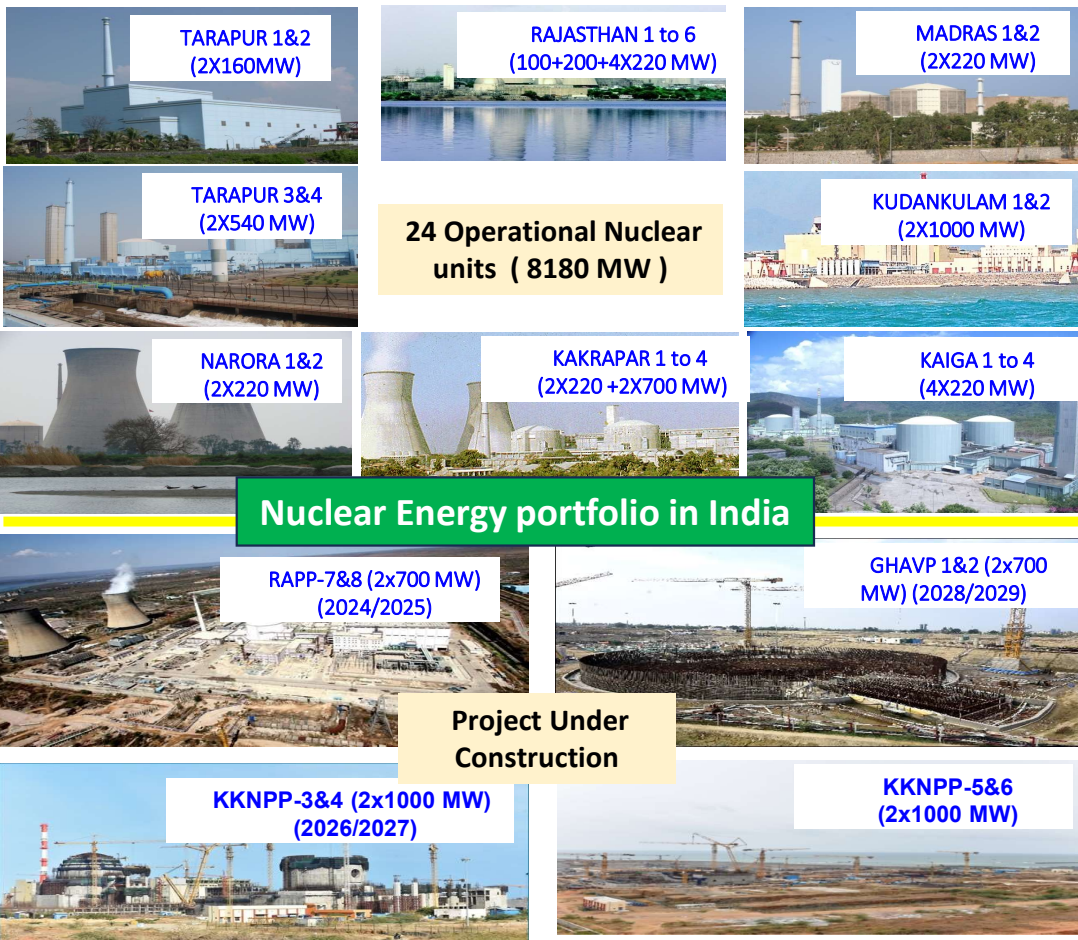 TARAPUR 1&2
(2X160MW)
RAJASTHAN 1 to 6
(100+200+4X220 MW)
MADRAS 1&2
(2X220 MW)
TARAPUR 3&4
(2X540 MW)
24 Operational Nuclear
units ( 8180 MW )
KUDANKULAM 1&2
(2X1000 MW)
NARORA 1&2
(2X220 MW)
KAKRAPAR 1 to 4
(2X220 +2X700 MW)
KAIGA 1 to 4
(4X220 MW)
Nuclear Energy portfolio in India
RAPP-7&8 (2x700 MW)
(2024/2025)
GHAVP 1&2 (2x700
MW) (2028/2029)
Project Under
Construction
KKNPP-3&4 (2x1000 MW)
(2026/2027)
KKNPP-5&6
(2x1000 MW)